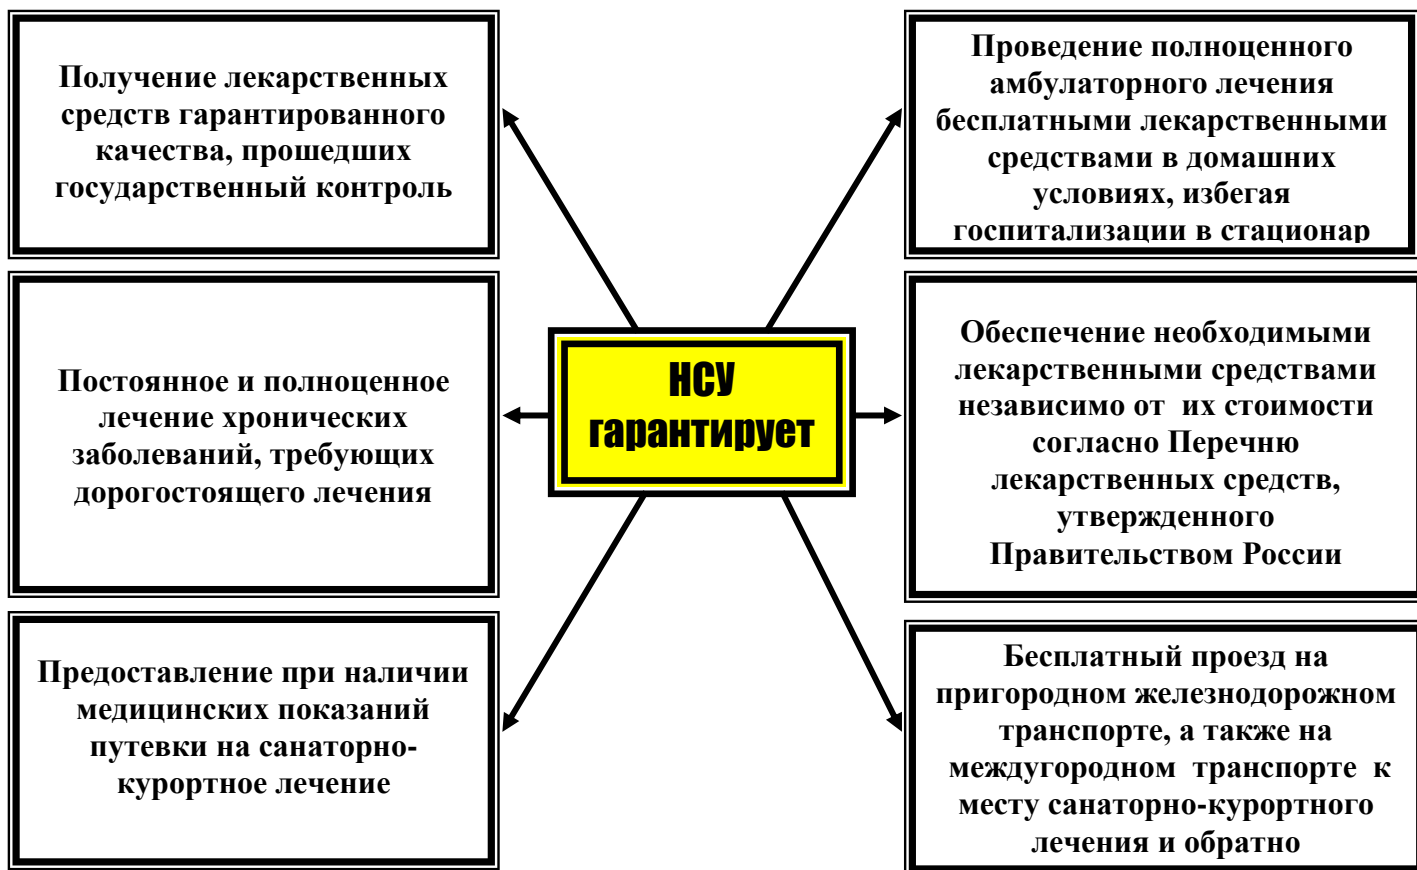 Получение лекарственных
средств гарантированного
качества, прошедших
государственный контроль
Проведение полноценного
амбулаторного лечения
бесплатными лекарственными
средствами в домашних
условиях, избегая
госпитализации в стационар
Постоянное и полноценное
лечение хронических
заболеваний, требующих
дорогостоящего лечения
НСУ
гарантирует
Обеспечение необходимыми
лекарственными средствами
независимо от их стоимости
согласно Перечню
лекарственных средств,
утвержденного
Правительством России
Предоставление при наличии
медицинских показаний
путевки на санаторно-
курортное лечение
Бесплатный проезд на
пригородном железнодорожном
транспорте, а также на
междугородном транспорте к
месту санаторно-курортного
лечения и обратно